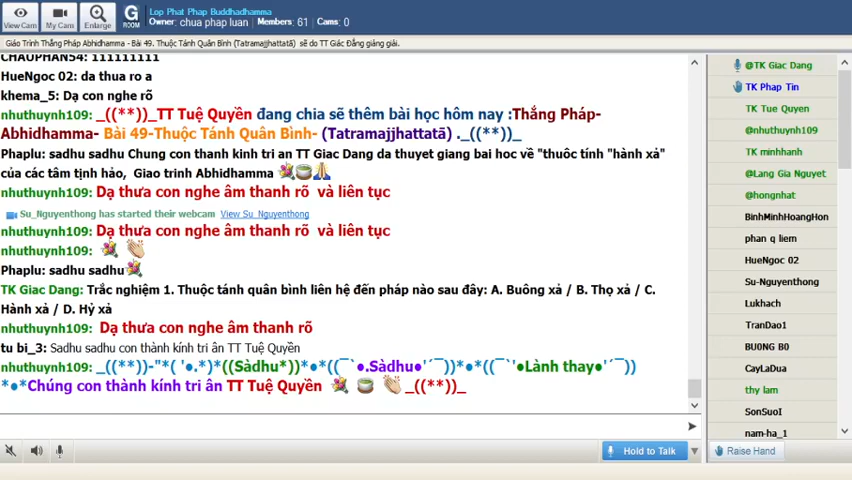 View Cam
My Cam
Enlarge
G
ROOM
Lop Phat Phap Buddhadhamma
Owner: chua phap luan   Members: 61   Cams: 0
Giáo Trình Thắng Pháp Abhidhamma - Bài 49. Thuộc Tánh Quân Bình (Tatramajjhattatā) sẽ do TT Giác Đẳng giảng giải.
CHAUPHAN54: 111111111
HueNgoc 02: da thua ro a
khema_5: Dạ con nghe rõ
nhuthuynh109: _((**))_TT Tuệ Quyền đang chia sẽ thêm bài học hôm nay :Thắng Pháp-
Abhidhamma- Bài 49-Thuộc Tánh Quân Bình- (Tatramajjhattatā) ._((**))_
Phaplu: sadhu sadhu Chung con thanh kinh tri an TT Giac Dang da thuyet giang bai hoc về "thuôc tính "hành xả"
của các tâm tịnh hảo,  Giao trinh Abhidhamma
nhuthuynh109: Dạ thưa con nghe âm thanh rõ  và liên tục
Su_Nguyenthong has started their webcam  View Su_Nguyenthong
nhuthuynh109: Dạ thưa con nghe âm thanh rõ  và liên tục
nhuthuynh109:
Phaplu: sadhu sadhu
TK Giac Dang: Trắc nghiệm 1. Thuộc tánh quân bình liên hệ đến pháp nào sau đây: A. Buông xả / B. Thọ xả / C.
Hành xả / D. Hỷ xả
nhuthuynh109:  Dạ thưa con nghe âm thanh rõ
tu bi_3: Sadhu sadhu con thành kính tri ân TT Tuệ Quyền
nhuthuynh109: _((**))-"*( '●.*)*((Sàdhu*))*●*((¯`●.Sàdhu●'´¯))*●*((¯`'●Lành thay●'´¯))
*●*Chúng con thành kính tri ân TT Tuệ Quyền _((**))_
@TK Giac Dang
TK Phap Tin
TK Tue Quyen
@nhuthuynh109
TK minhhanh
@Lang Gia Nguyet
@hongnhat
BinhMinhHoangHon
phan q liem
HueNgoc 02
Su-Nguyenthong
Lukhach
TranDao1
BU0NG B0
CayLaDua
thy lam
SonSuoI
nam-ha_1
Hold to Talk
Raise Hand